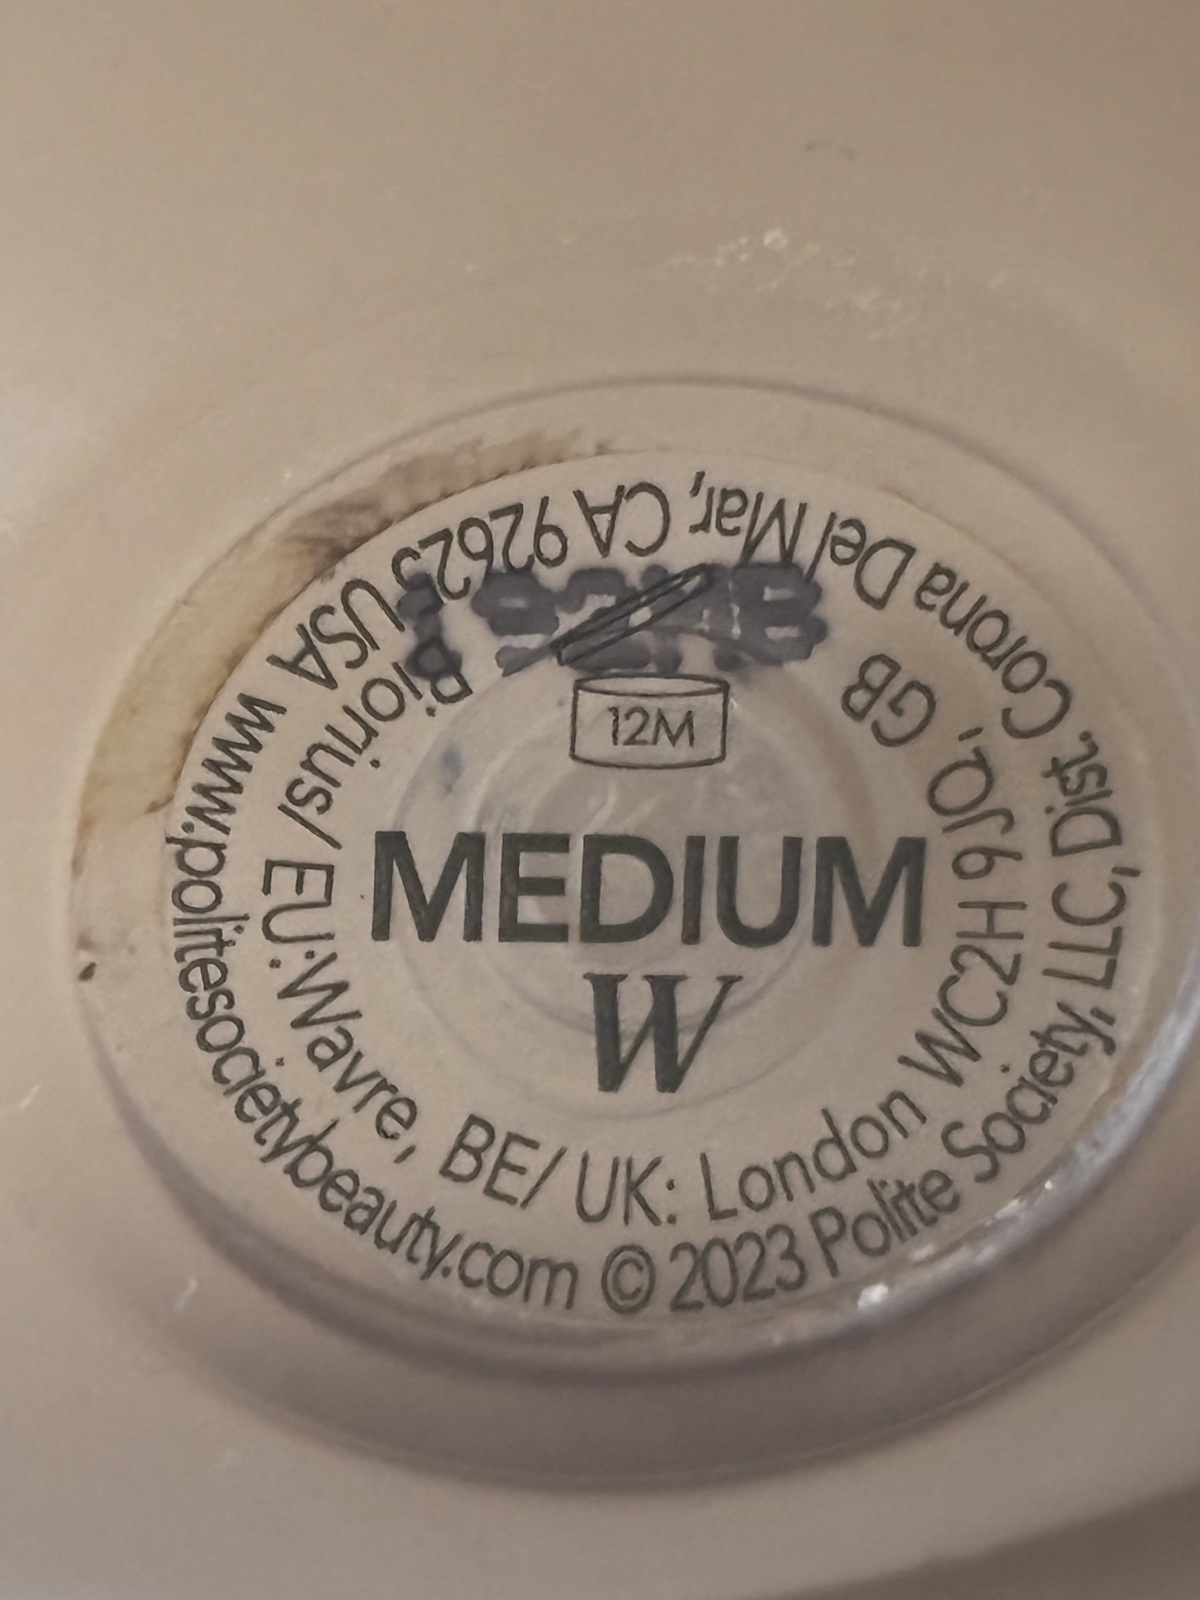 12M
MEDIUM
W
Biorius/ EU:Wavre, BE/ UK: London WC2H 9JQ, GB
www.politesocietybeauty.com © 2023 Polite Society, LLC, Dist. Corona Del Mar, CA 92625 USA